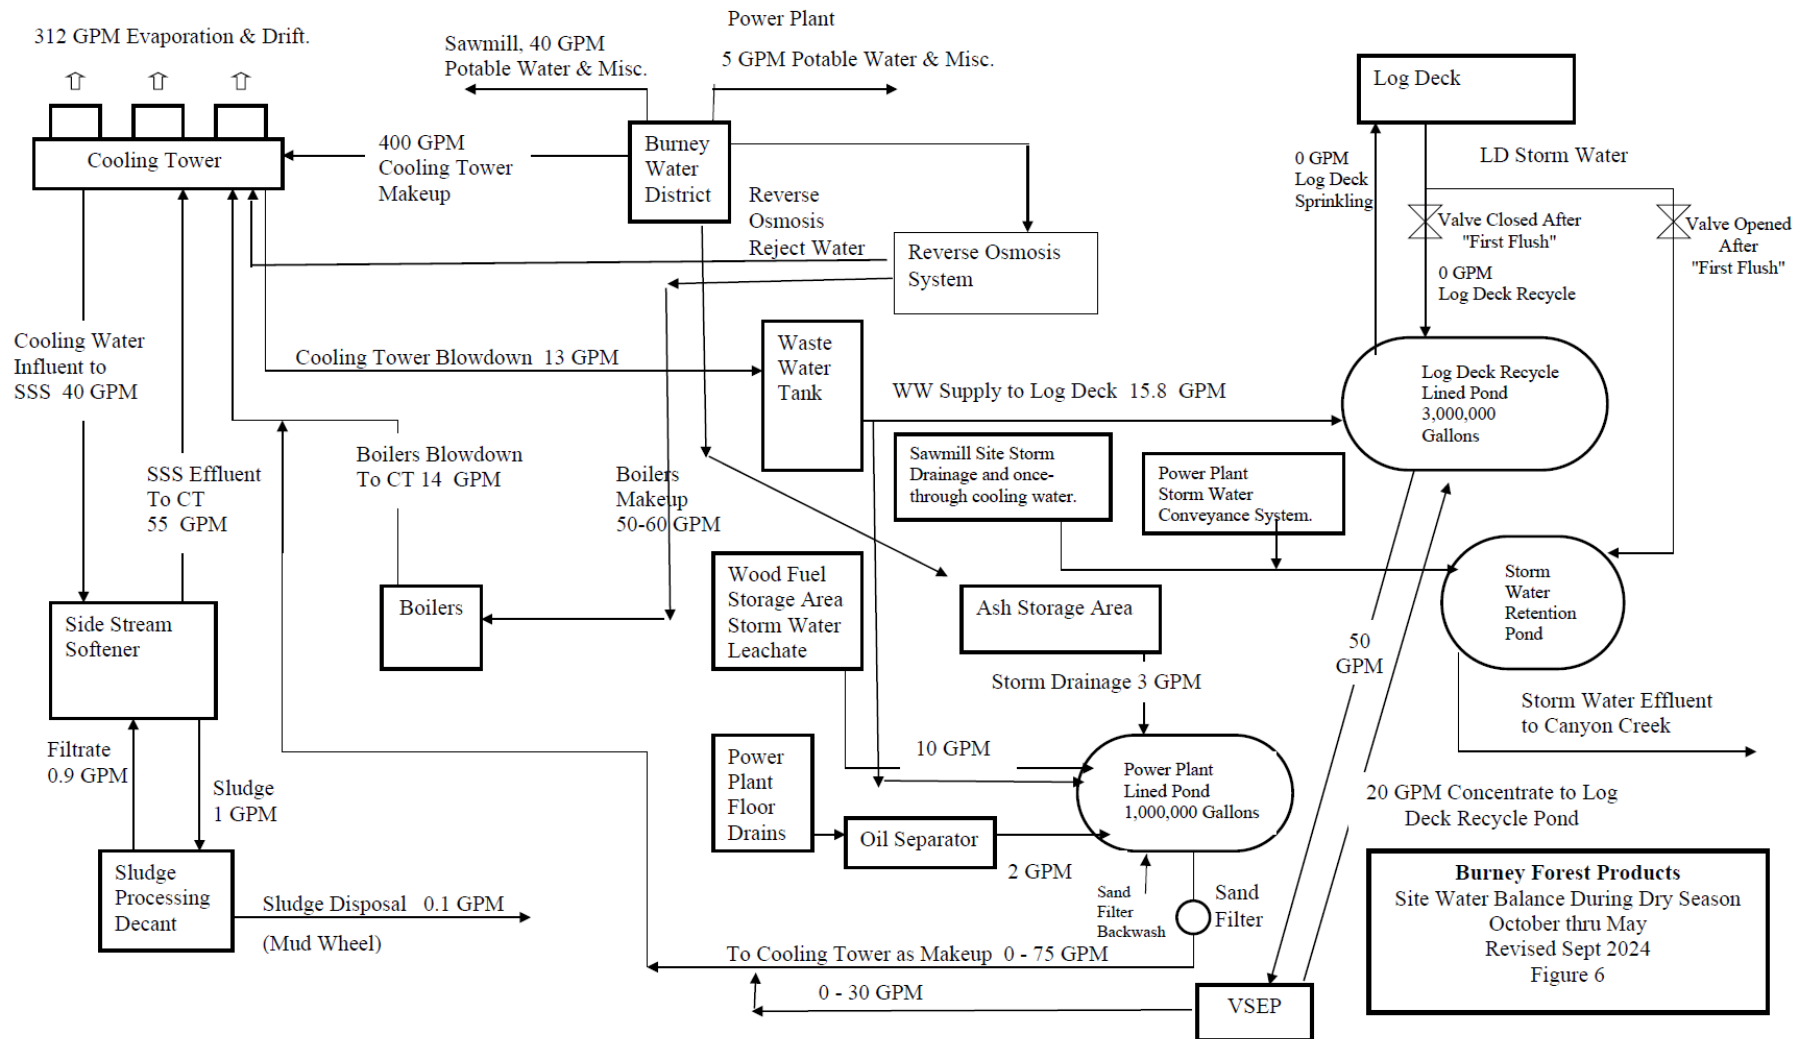 312 GPM Evaporation & Drift.
Sawmill, 40 GPM
Potable Water & Misc.
Power Plant
5 GPM Potable Water & Misc.
Log Deck
Cooling Tower
400 GPM
Cooling Tower
Makeup
Burney
Water
District
Reverse
Osmosis
Reject Water
Reverse Osmosis
System
0 GPM
Log Deck
Sprinkling
LD Storm Water
Valve Closed After
"First Flush"
Valve Opened
After
"First Flush"
0 GPM
Log Deck Recycle
Cooling Water
Influent to
SSS 40 GPM
Cooling Tower Blowdown 13 GPM
Waste
Water
Tank
WW Supply to Log Deck 15.8 GPM
Log Deck Recycle
Lined Pond
3,000,000
Gallons
SSS Effluent
To CT
55 GPM
Boilers Blowdown
To CT 14 GPM
Boilers
Makeup
50-60 GPM
Sawmill Site Storm
Drainage and once-
through cooling water.
Power Plant
Storm Water
Conveyance System.
Wood Fuel
Storage Area
Storm Water
Leachate
Ash Storage Area
Storm
Water
Retention
Pond
Side Stream
Softener
Boilers
50
GPM
Storm Drainage 3 GPM
Storm Water Effluent
to Canyon Creek
Filtrate
0.9 GPM
Sludge
1 GPM
Power
Plant
Floor
Drains
10 GPM
Power Plant
Lined Pond
1,000,000 Gallons
20 GPM Concentrate to Log
Deck Recycle Pond
Oil Separator
2 GPM
Sand
Filter
Backwash
Sand
Filter
Sludge
Processing
Decant
Sludge Disposal 0.1 GPM
(Mud Wheel)
To Cooling Tower as Makeup 0 - 75 GPM
0 - 30 GPM
VSEP
Burney Forest Products
Site Water Balance During Dry Season
October thru May
Revised Sept 2024
Figure 6